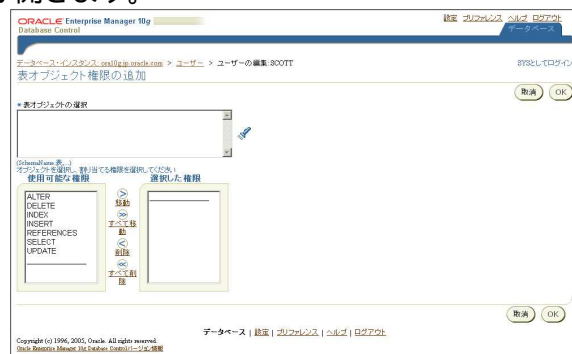 開きます。
ORACLE Enterprise Manager 10g
Database Control
設定 プリファレンス ヘルプ ログアウト
データベース
データベース・インスタンス: ora10g.jp.oracle.com > ユーザー > ユーザーの編集: SCOTT
SYSとしてログイン
表オブジェクト権限の追加
取消 OK
* 表オブジェクトの選択
(SchemaName.表,...)
オブジェクトを選択し、割り当てる権限を選択してください
使用可能な権限 選択した権限
ALTER
DELETE
INDEX
INSERT
REFERENCES
SELECT
UPDATE
移動
すべて移動
削除
すべて削除
取消 OK
データベース | 設定 | プリファレンス | ヘルプ | ログアウト
Copyright (c) 1996, 2005, Oracle. All rights reserved.
Oracle Enterprise Manager 10g Database Controlバージョン情報